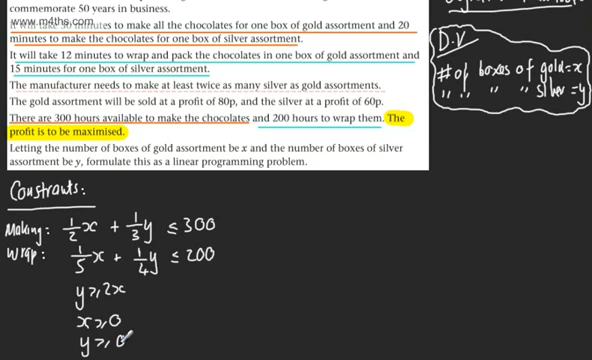 commemorate 50 years in business.
www.m4ths.com
It will take 30 minutes to make all the chocolates for one box of gold assortment and 20
minutes to make the chocolates for one box of silver assortment.
It will take 12 minutes to wrap and pack the chocolates in one box of gold assortment and
15 minutes for one box of silver assortment.
The manufacturer needs to make at least twice as many silver as gold assortments.
The gold assortment will be sold at a profit of 80p, and the silver at a profit of 60p.
There are 300 hours available to make the chocolates and 200 hours to wrap them. The
profit is to be maximised.
Letting the number of boxes of gold assortment be x and the number of boxes of silver
assortment be y, formulate this as a linear programming problem.
D.V
# of boxes of gold = x
" " " " silver = y
Constraints:
Making: 1/2 x + 1/3 y ≤ 300
Wrap: 1/5 x + 1/4 y ≤ 200
y ≥ 2x
x ≥ 0
y ≥ 0